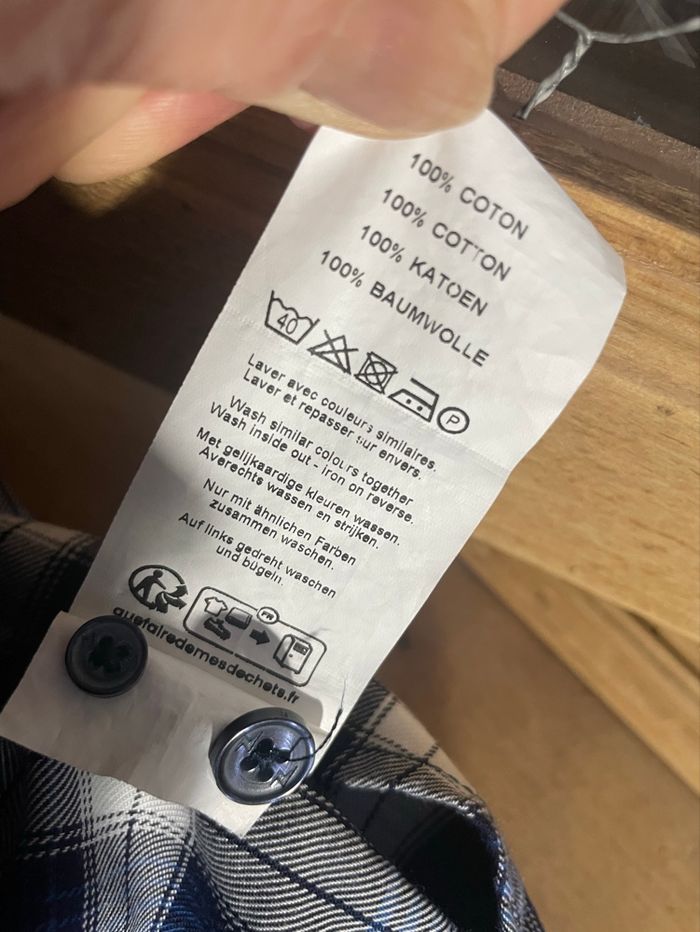 100% COTON
100% COTTON
100% KATOEN
100% BAUMWOLLE
40
P
Laver avec couleurs similaires.
Laver et repasser sur envers.
Wash similar colours together
Wash inside out - iron on reverse.
Met gelijkaardige kleuren wassen.
Averechts wassen en strijken.
Nur mit ähnlichen Farben
zusammen waschen.
Auf links gedreht waschen
und bügeln.
FR
quefairedemesdechets.fr